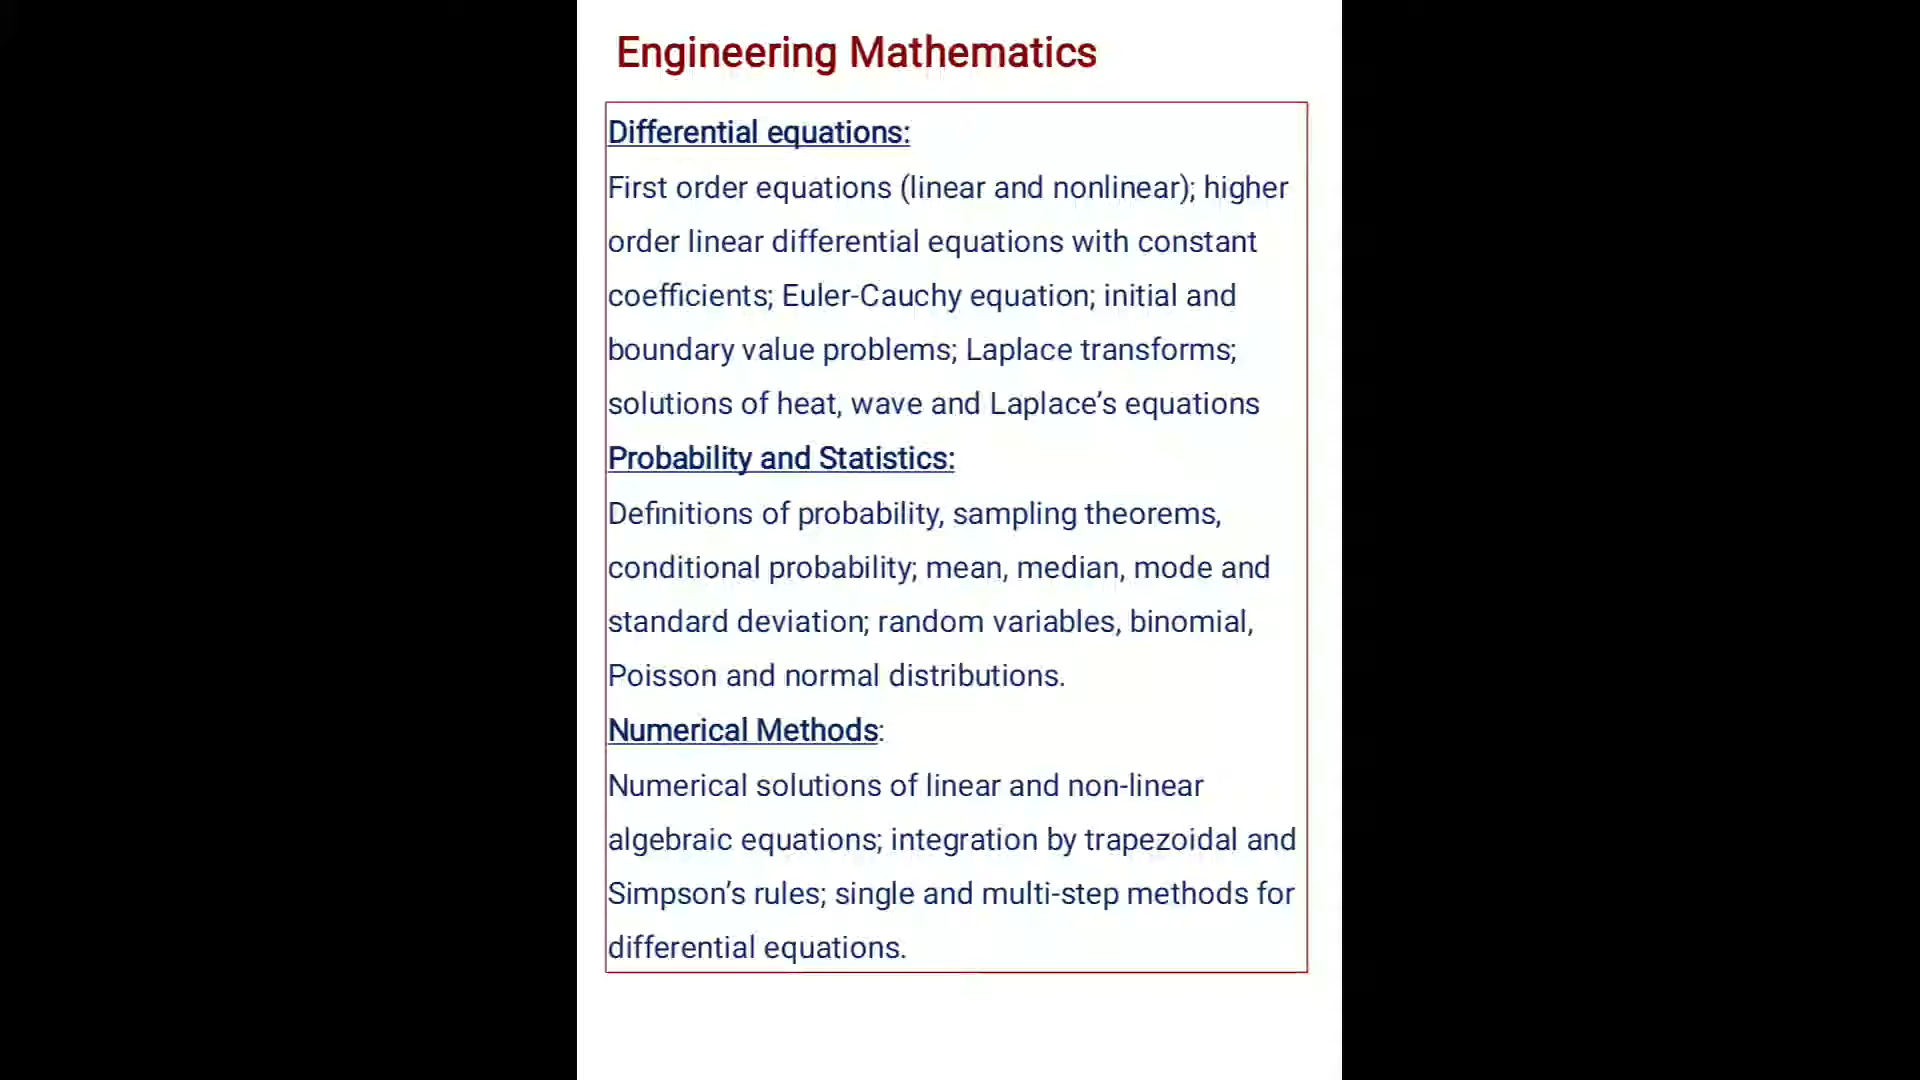 Engineering Mathematics
Differential equations:
First order equations (linear and nonlinear); higher
order linear differential equations with constant
coefficients; Euler-Cauchy equation; initial and
boundary value problems; Laplace transforms;
solutions of heat, wave and Laplace’s equations
Probability and Statistics:
Definitions of probability, sampling theorems,
conditional probability; mean, median, mode and
standard deviation; random variables, binomial,
Poisson and normal distributions.
Numerical Methods:
Numerical solutions of linear and non-linear
algebraic equations; integration by trapezoidal and
Simpson’s rules; single and multi-step methods for
differential equations.